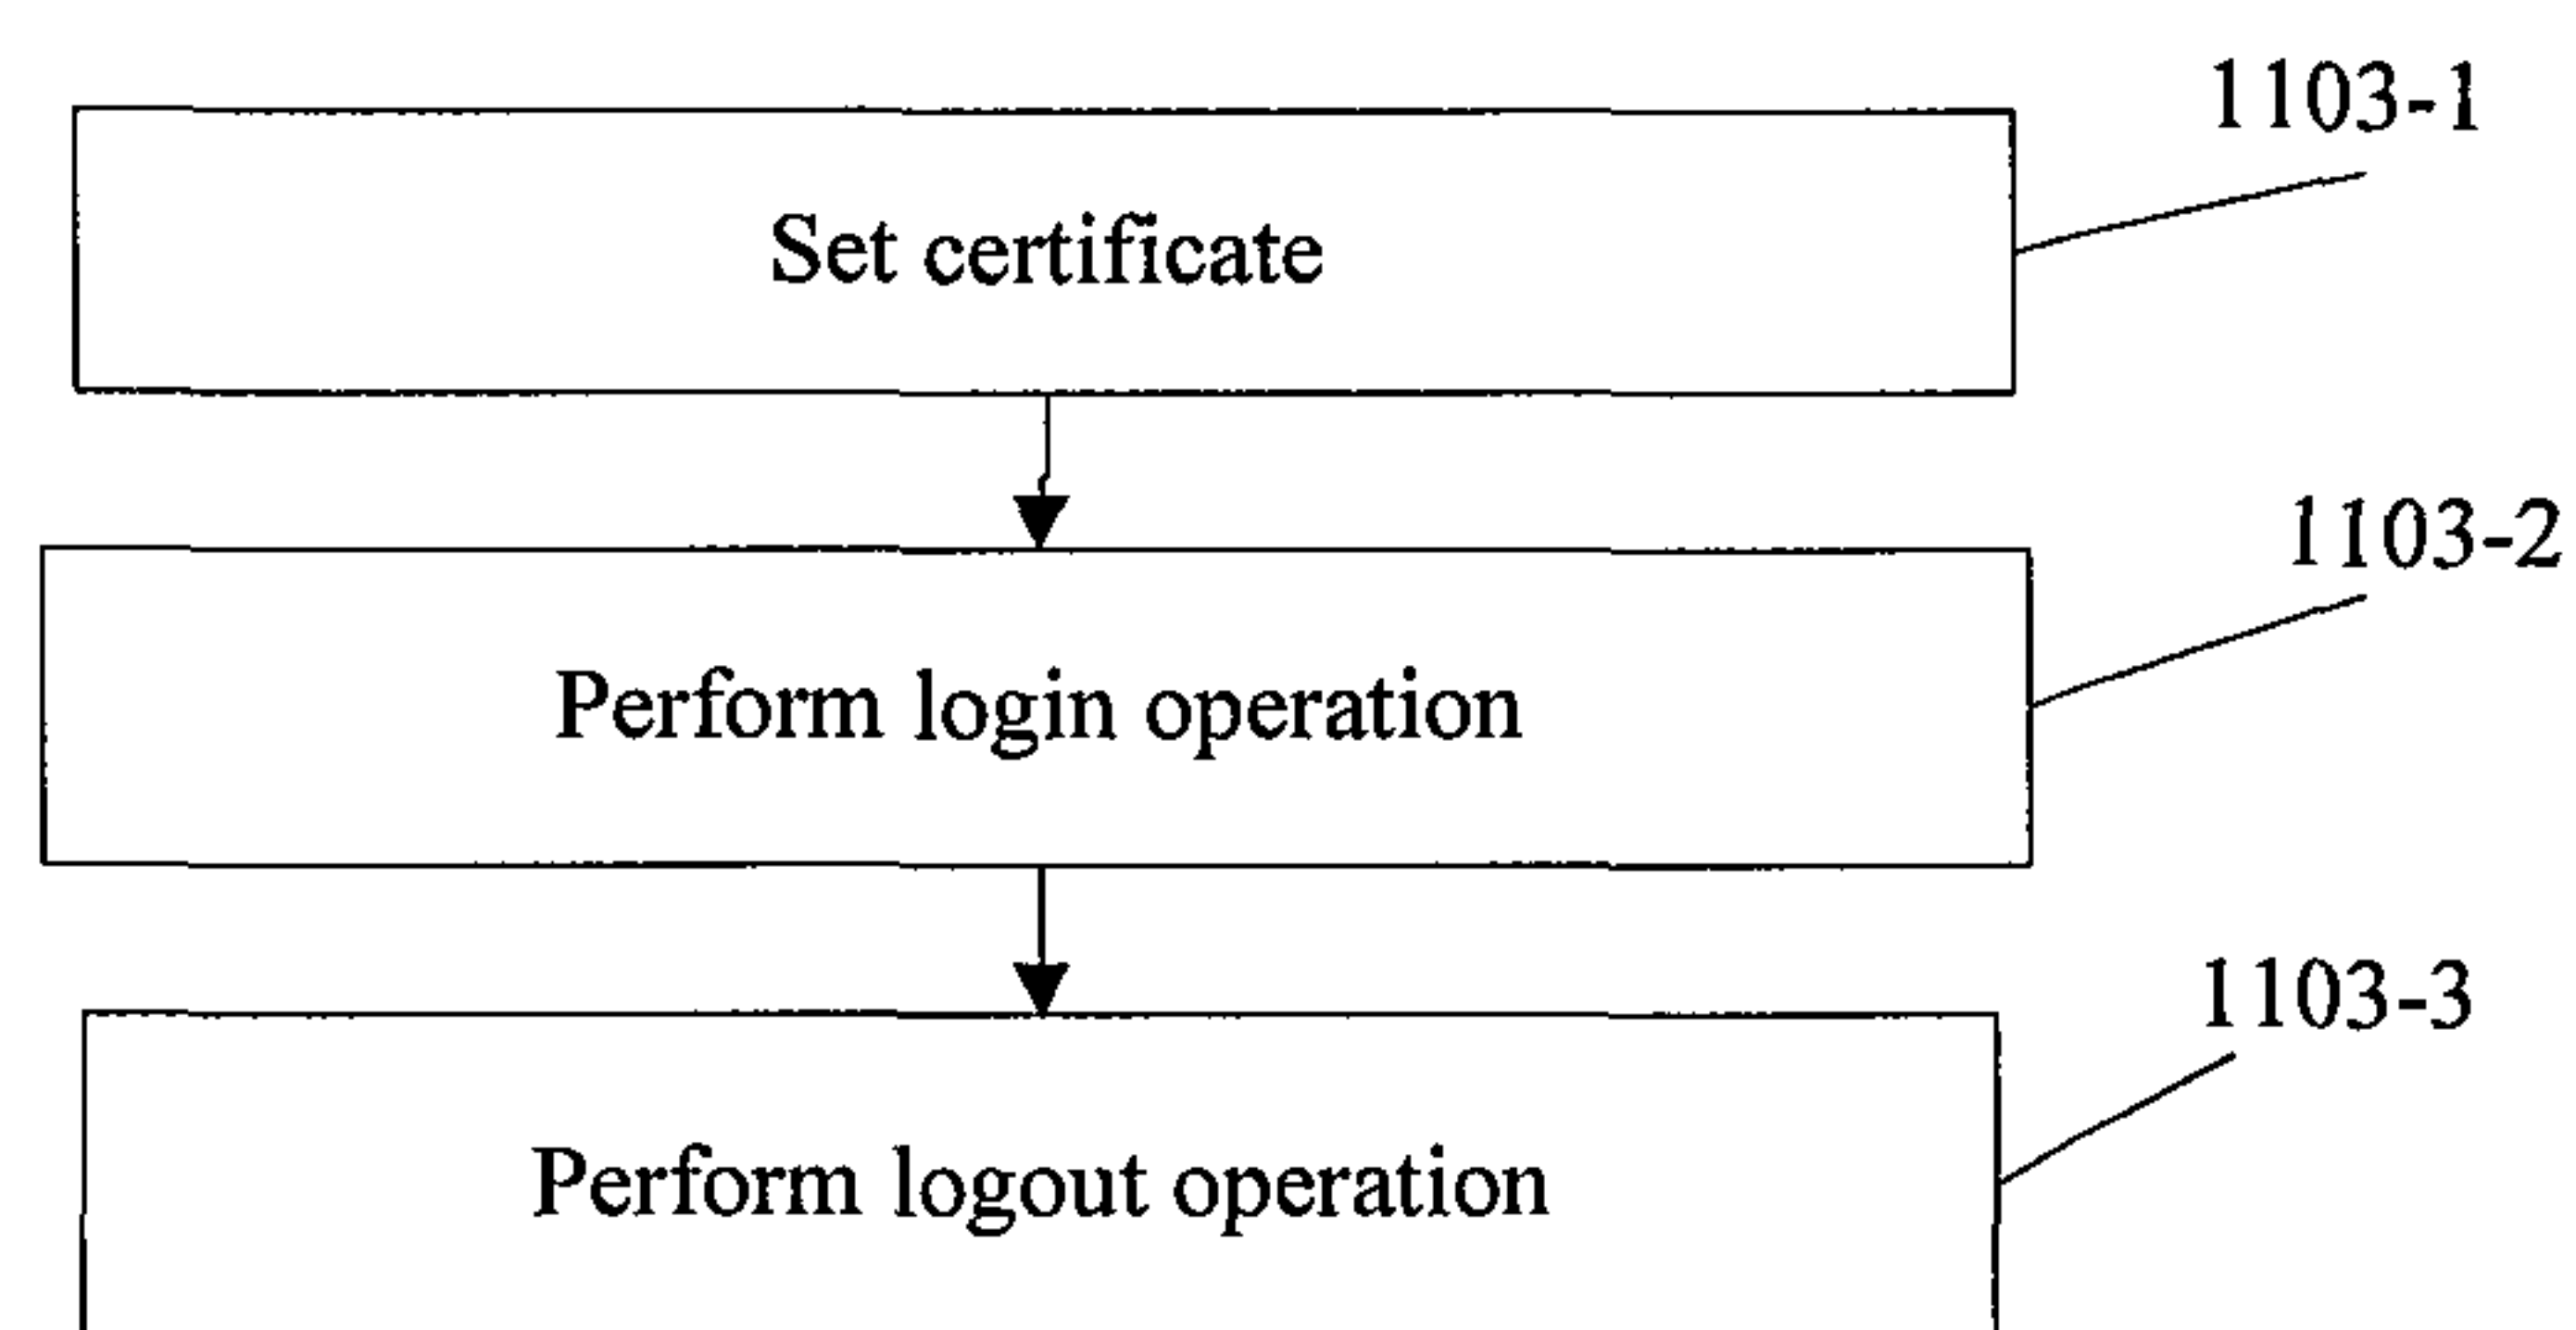 1103-1
Set certificate
1103-2
Perform login operation
1103-3
Perform logout operation